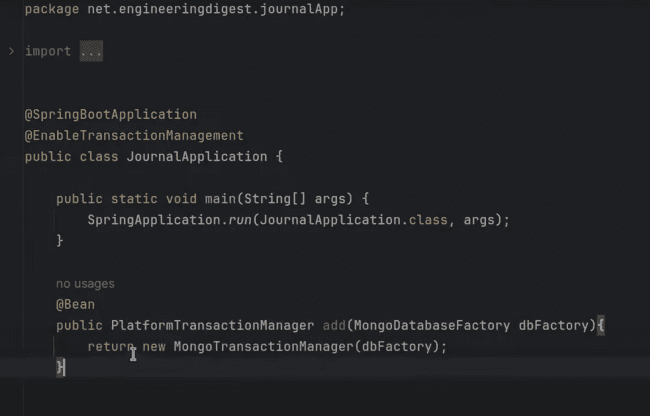 package net.engineeringdigest.journalApp;
import ...
@SpringBootApplication
@EnableTransactionManagement
public class JournalApplication {
public static void main(String[] args) {
SpringApplication.run(JournalApplication.class, args);
}
no usages
@Bean
public PlatformTransactionManager add(MongoDatabaseFactory dbFactory){
return new MongoTransactionManager(dbFactory);
}